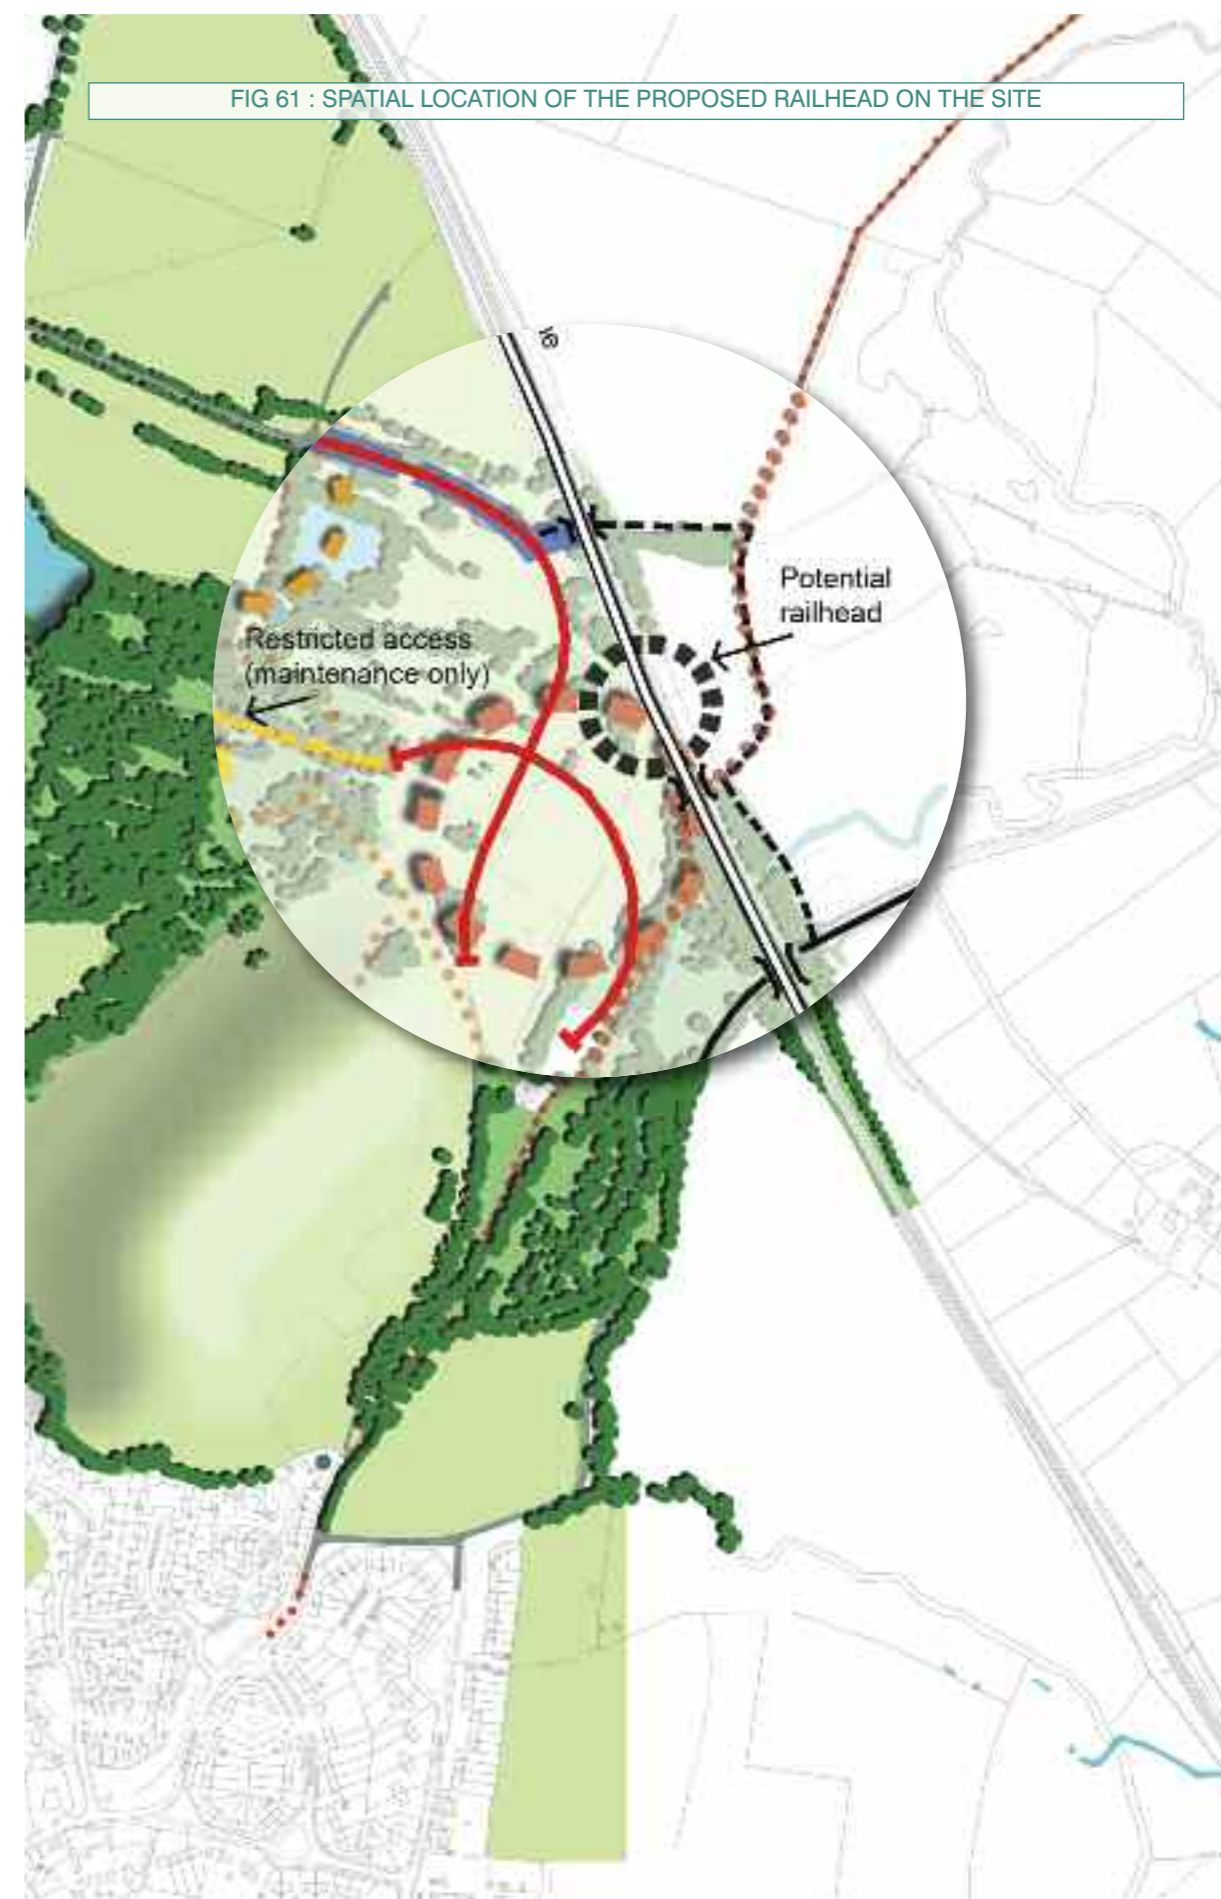 FIG 61 : SPATIAL LOCATION OF THE PROPOSED RAILHEAD ON THE SITE
Potential
railhead
Restricted access
(maintenance only)